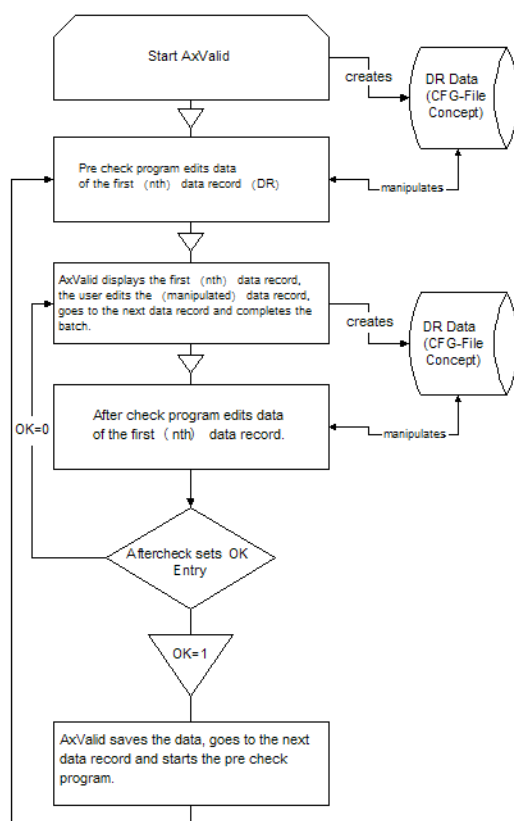 Start AxValid
creates
DR Data
(CFG-File
Concept)
Pre check program edits data
of the first (nth) data record (DR)
manipulates
AxValid displays the first (nth) data record,
the user edits the (manipulated) data record,
goes to the next data record and completes the
batch.
creates
DR Data
(CFG-File
Concept)
OK=0
After check program edits data
of the first ( nth) data record.
manipulates
Aftercheck sets OK
Entry
OK=1
AxValid saves the data, goes to the next
data record and starts the pre check
program.